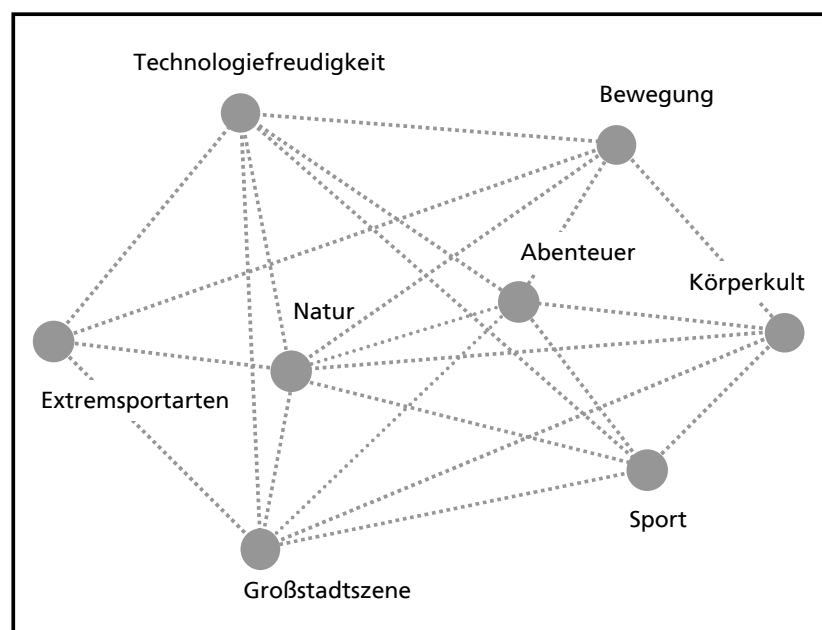 Technologiefreudigkeit
Bewegung
Abenteuer
Körperkult
Natur
Extremsportarten
Sport
Großstadtszene